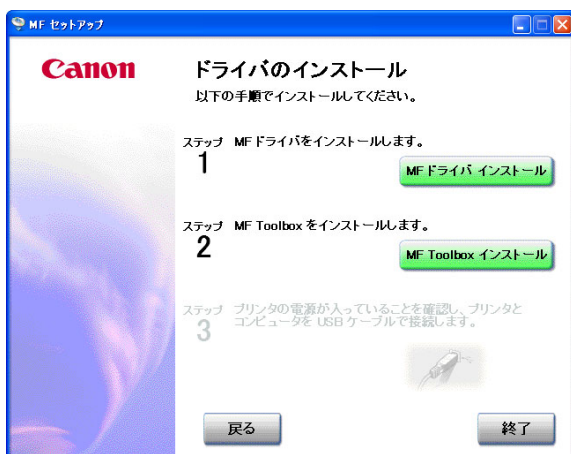 MF セットアップ
Canon
ドライバのインストール
以下の手順でインストールしてください。
ステップ 1
MF ドライバをインストールします。
MF ドライバ インストール
ステップ 2
MF Toolbox をインストールします。
MF Toolbox インストール
ステップ 3
プリンタの電源が入っていることを確認し、プリンタと
コンピュータを USB ケーブルで接続します。
戻る
終了